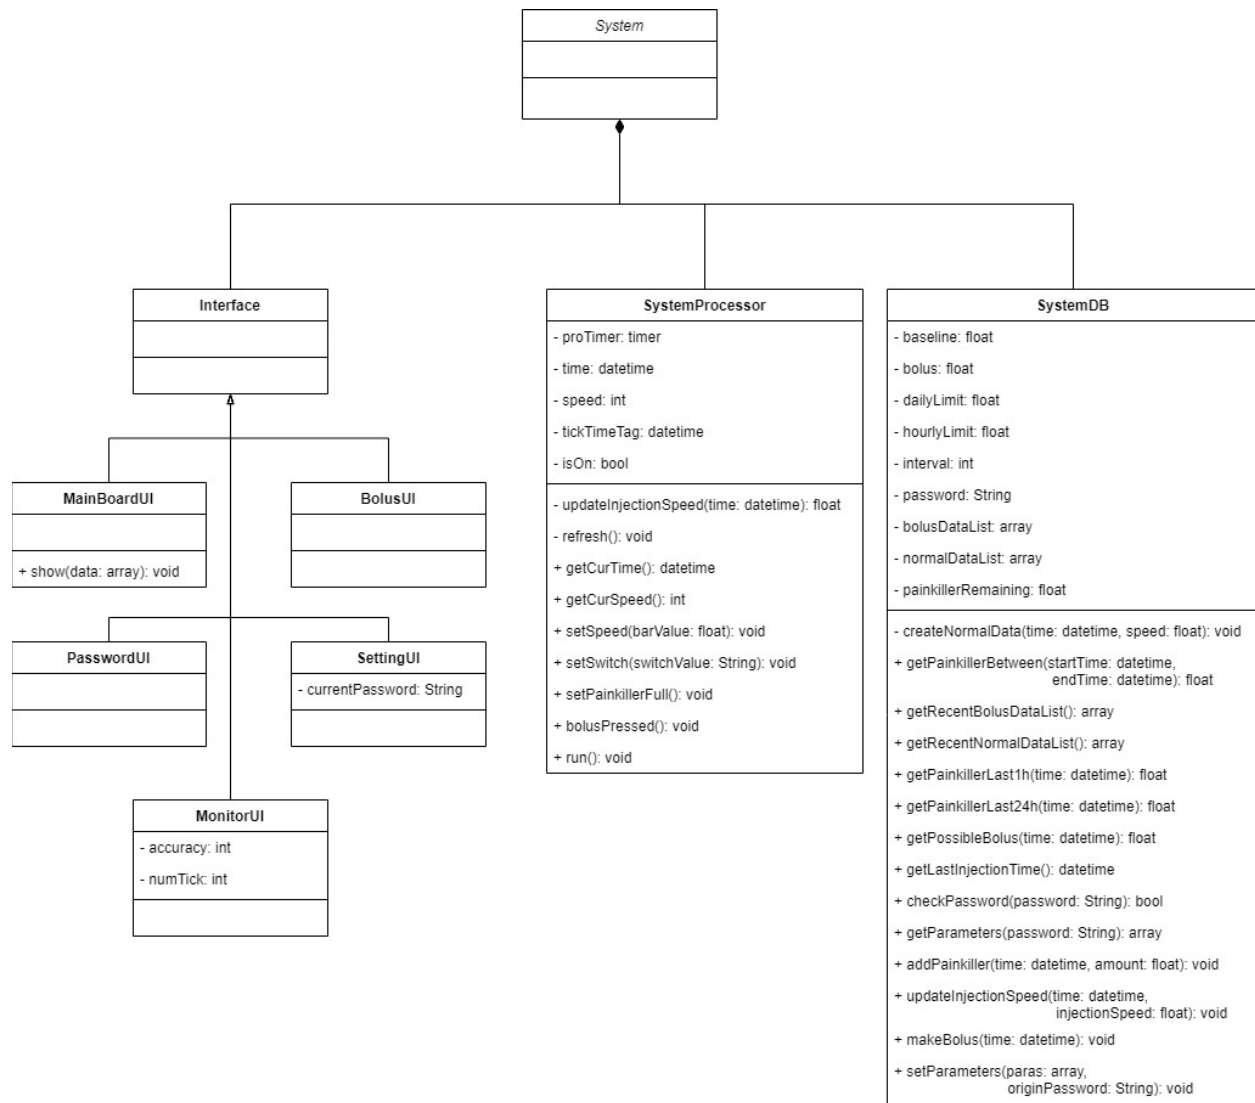 System
Interface
MainBoardUI
+ show(data: array): void
BolusUI
PasswordUI
SettingUI
- currentPassword: String
MonitorUI
- accuracy: int
- numTick: int
SystemProcessor
- proTimer: timer
- time: datetime
- speed: int
- tickTimeTag: datetime
- isOn: bool
- updateInjectionSpeed(time: datetime): float
- refresh(): void
+ getCurTime(): datetime
+ getCurSpeed(): int
+ setSpeed(barValue: float): void
+ setSwitch(switchValue: String): void
+ setPainkillerFull(): void
+ bolusPressed(): void
+ run(): void
SystemDB
- baseline: float
- bolus: float
- dailyLimit: float
- hourlyLimit: float
- interval: int
- password: String
- bolusDataList: array
- normalDataList: array
- painkillerRemaining: float
- createNormalData(time: datetime, speed: float): void
+ getPainkillerBetween(startTime: datetime,
endTime: datetime): float
+ getRecentBolusDataList(): array
+ getRecentNormalDataList(): array
+ getPainkillerLast1h(time: datetime): float
+ getPainkillerLast24h(time: datetime): float
+ getPossibleBolus(time: datetime): float
+ getLastInjectionTime(): datetime
+ checkPassword(password: String): bool
+ getParameters(password: String): array
+ addPainkiller(time: datetime, amount: float): void
+ updateInjectionSpeed(time: datetime,
injectionSpeed: float): void
+ makeBolus(time: datetime): void
+ setParameters(paras: array,
originPassword: String): void